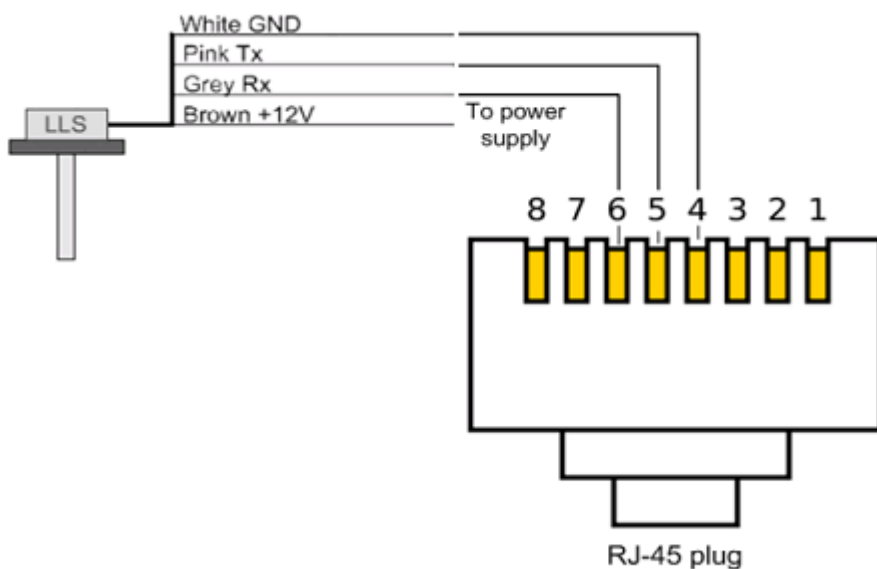 White GND
Pink Tx
Grey Rx
Brown +12V
LLS
To power
supply
8 7 6 5 4 3 2 1
RJ-45 plug